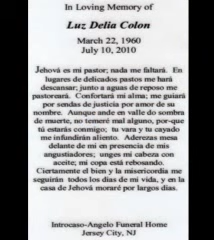 In Loving Memory of
Luz Delia Colon
March 22, 1960
July 10, 2010
Jehová es mi pastor; nada me faltará. En
lugares de delicados pastos me hará
descansar; junto a aguas de reposo me
pastoreará. Confortará mi alma; me guiará
por sendas de justicia por amor de su
nombre. Aunque ande en valle do sombra
de muerte, no temeré mal alguno, por-que
tú estarás conmigo; tu vara y tu cayado
me infundirán aliento. Aderezas mesa
delante de mi en presencia de mis
angustiadores; unges mi cabeza con
aceite; mi copa está rebosando.
Ciertamente el bien y la misericordia me
seguirán todos los días de mi vida, y en la
casa de Jehová moraré por largos días.
Introcaso-Angelo Funeral Home
Jersey City, NJ